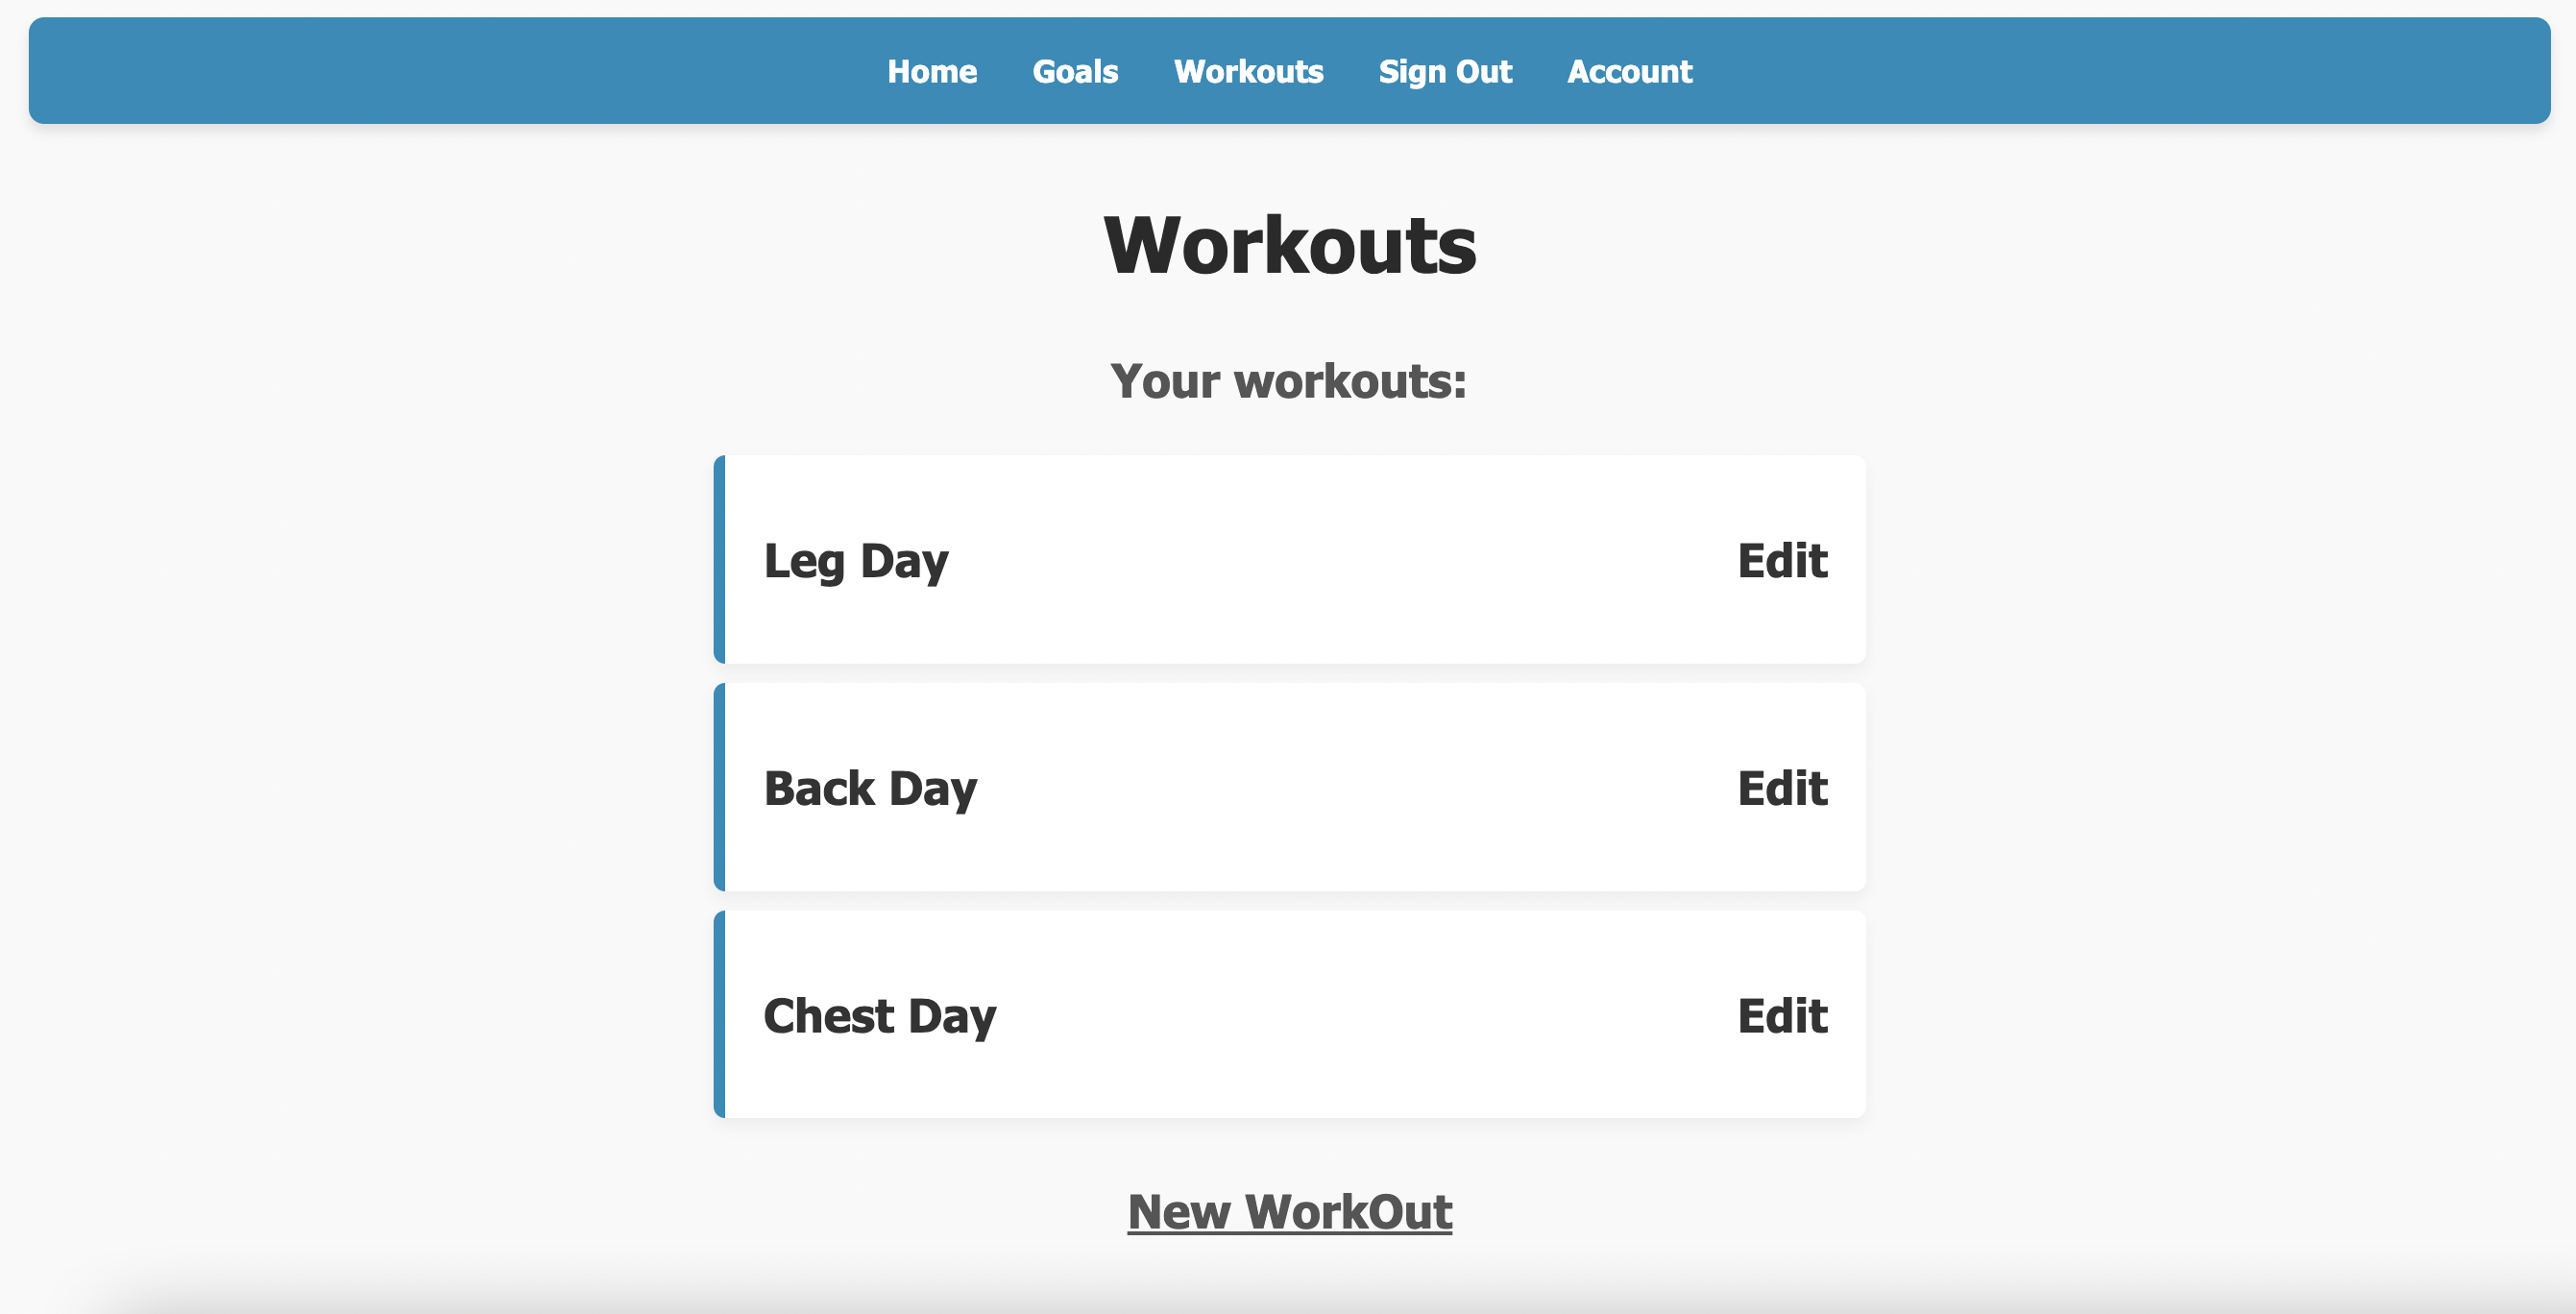 Home Goals Workouts Sign Out Account
Workouts
Your workouts:
Leg Day Edit
Back Day Edit
Chest Day Edit
New WorkOut